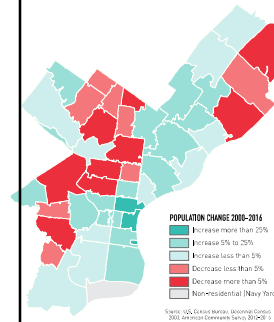 POPULATION CHANGE 2000-2016
Increase more than 25%
Increase 5% to 25%
Increase less than 5%
Decrease less than 5%
Decrease more than 5%
Non-residential (Navy Yard
Source: U.S. Census Bureau, Decennial Census
2000, American Community Survey 2012-2016